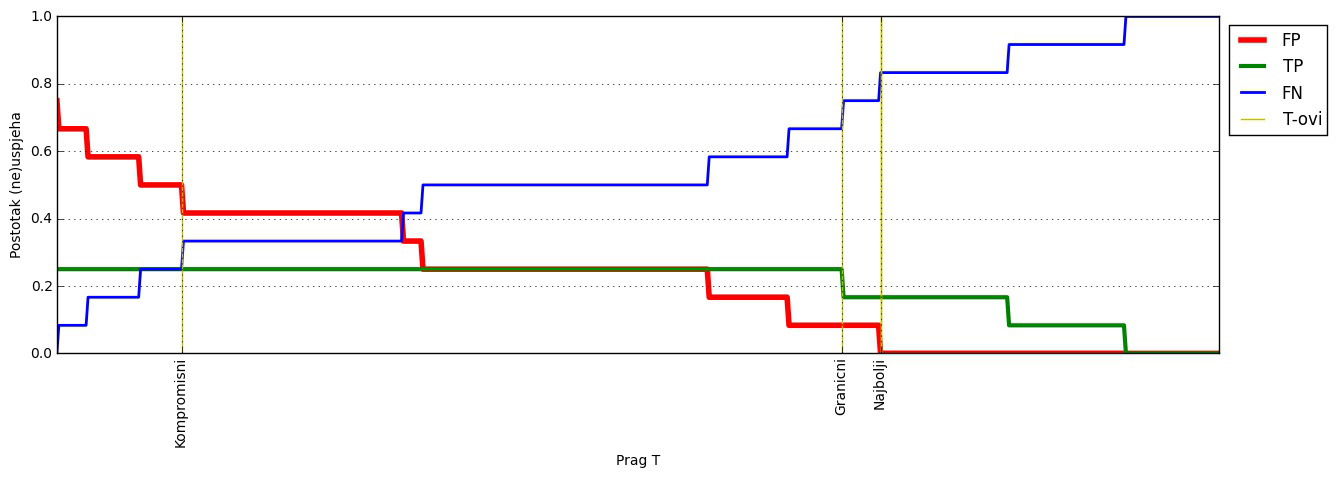 1.0
0.8
0.6
0.4
0.2
0.0
Postotak (ne)uspjeha
Kompromisni
Granicni
Najbolji
Prag T
FP
TP
FN
T-ovi